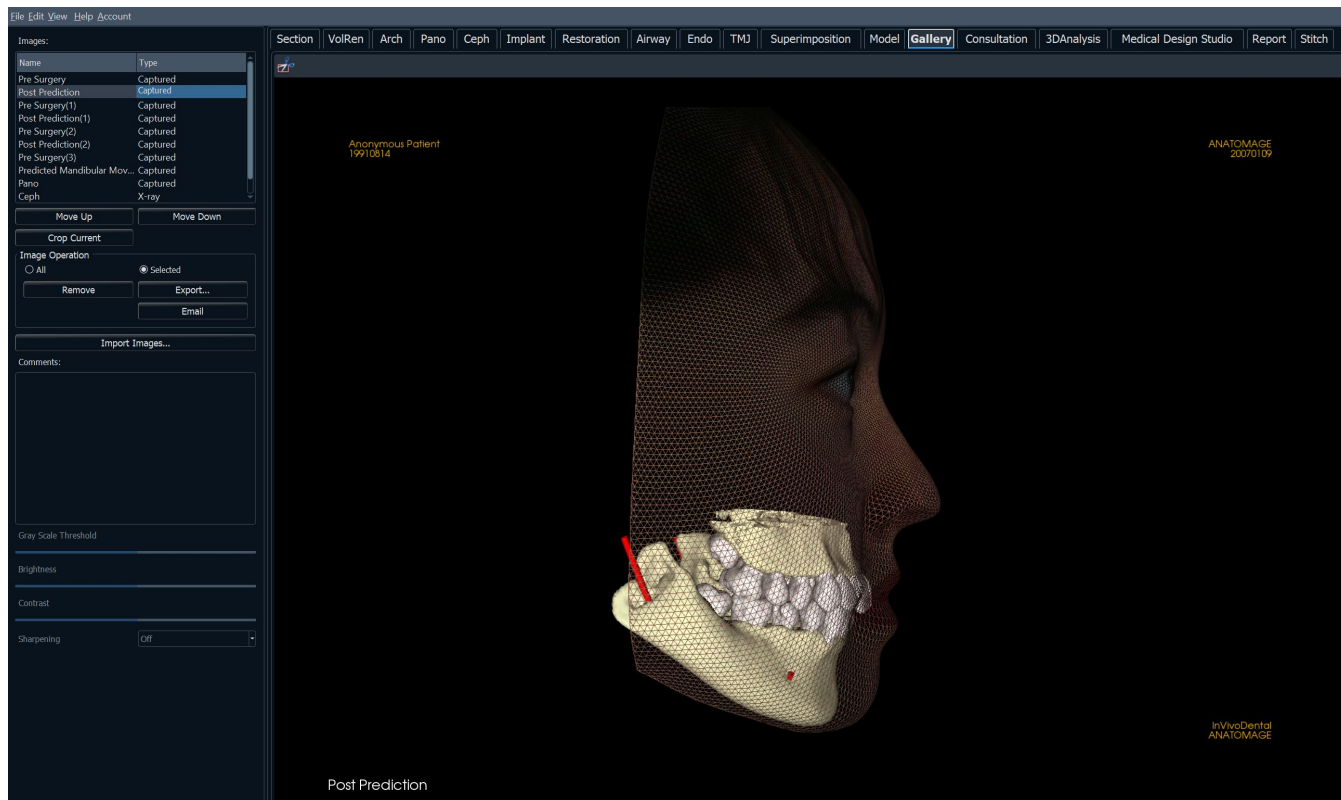 File Edit View Help Account
Images:
Section VolRen Arch Pano Ceph Implant Restoration Airway Endo TMJ Superimposition Model Gallery Consultation 3DAnalysis Medical Design Studio Report Stitch
Name Type
Pre Surgery Captured
Post Prediction Captured
Pre Surgery(1) Captured
Post Prediction(1) Captured
Pre Surgery(2) Captured
Post Prediction(2) Captured
Pre Surgery(3) Captured
Predicted Mandibular Mov... Captured
Pano Captured
Ceph X-ray
Move Up Move Down
Crop Current
Image Operation
All Selected
Remove Export...
Email
Import Images...
Comments:
Gray Scale Threshold
Brightness
Contrast
Sharpening Off
Anonymous Patient
19910814
ANATOMAGE
20070109
InVivoDental
ANATOMAGE
Post Prediction